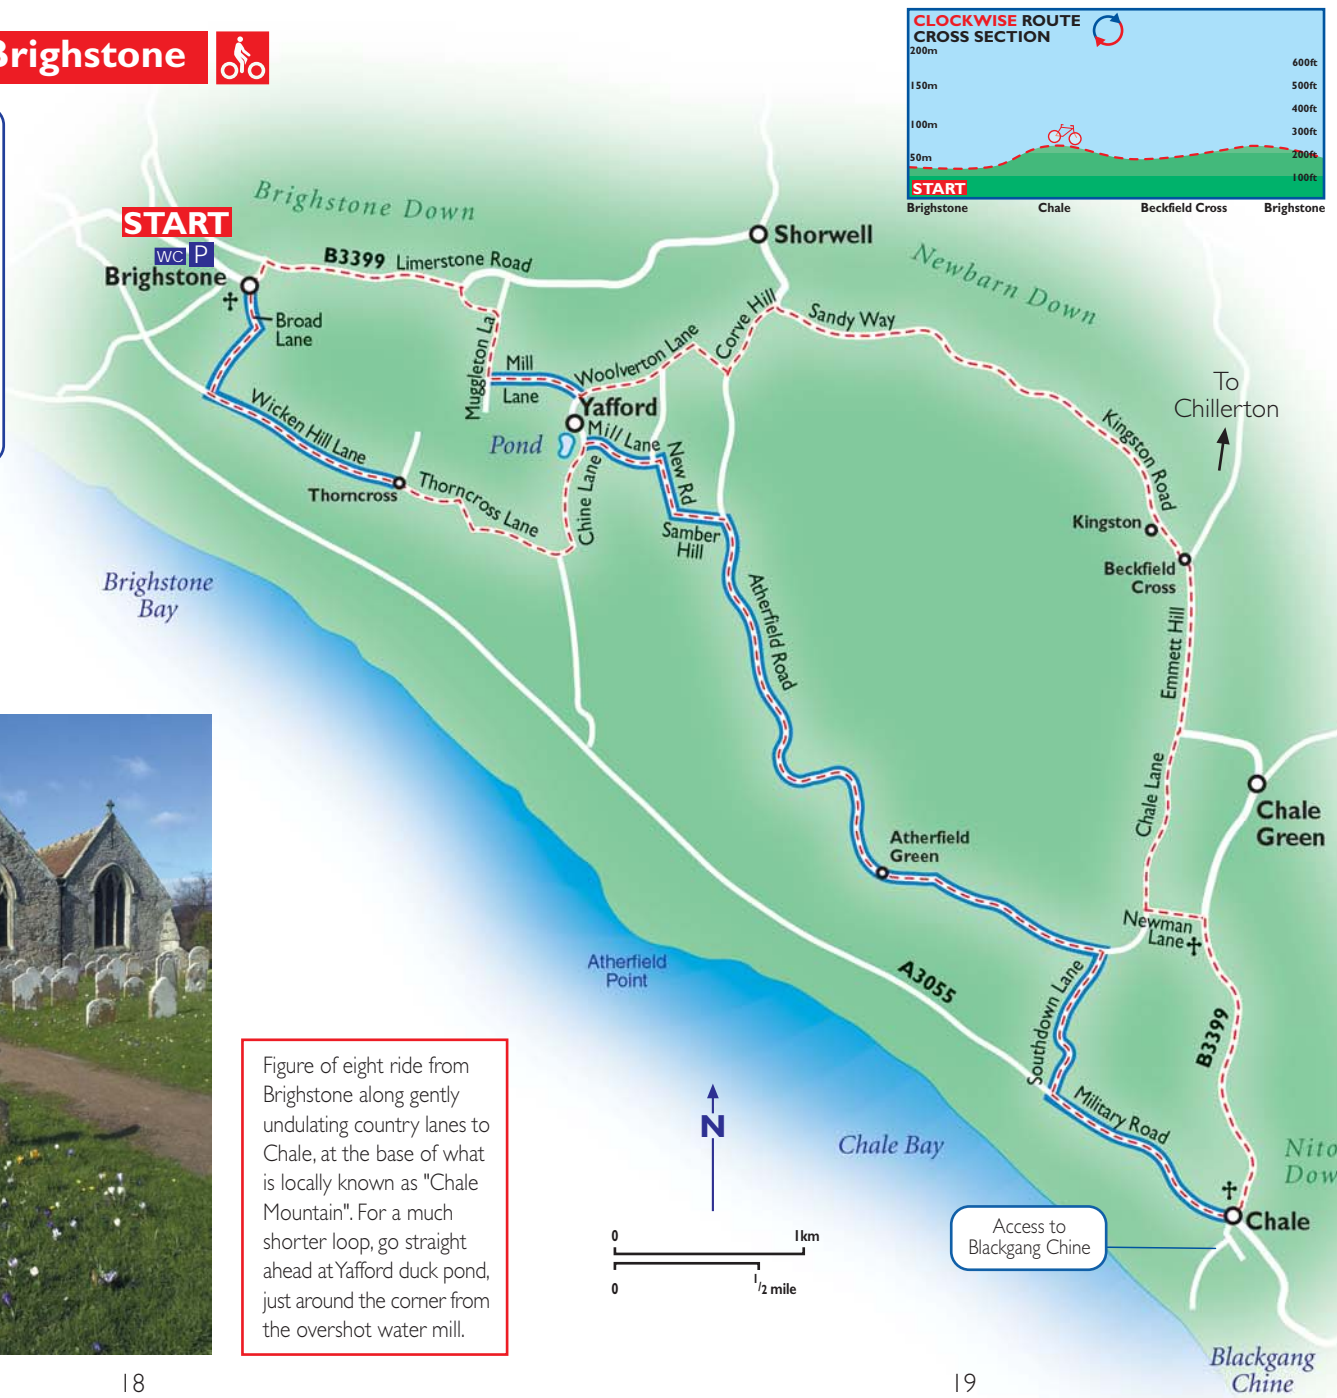 Brighstone
CLOCKWISE ROUTE
CROSS SECTION
200m
150m
100m
50m
600ft
500ft
400ft
300ft
200ft
100ft
START
Brighstone
Chale
Beckfield Cross
Brighstone
Brighstone Down
START
WC P
Brighstone
B3399 Limerstone Road
Shorwell
Newbarn Down
Broad
Lane
Muggleton La
Mill
Lane
Woolverton Lane
Corve Hill
Sandy Way
To
Chillerton
Wicken Hill Lane
Yafford
Pond
Mill Lane
New Rd
Kingston Road
Thorncross
Thorncross Lane
Chine Lane
Samber
Hill
Kingston
Beckfield
Cross
Brighstone
Bay
Atherfield Road
Emmett Hill
Chale Lane
Chale
Green
Atherfield
Green
Newman
Lane
Atherfield
Point
A3055
Southdown Lane
B3399
Military Road
N
Chale Bay
Nito
Dow
Chale
Access to
Blackgang Chine
0
1km
0
1/2 mile
Blackgang
Chine
Figure of eight ride from
Brighstone along gently
undulating country lanes to
Chale, at the base of what
is locally known as "Chale
Mountain". For a much
shorter loop, go straight
ahead at Yafford duck pond,
just around the corner from
the overshot water mill.
18
19